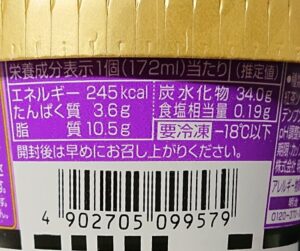 栄養成分表示1個(172ml)当たり(推定値)
エネルギー 245kcal 炭水化物 34.0g
たんぱく質 3.6g 食塩相当量 0.19g
脂質 10.5g 要冷凍 −18℃以下
開封後は早めにお召し上がりください。
4902705099579